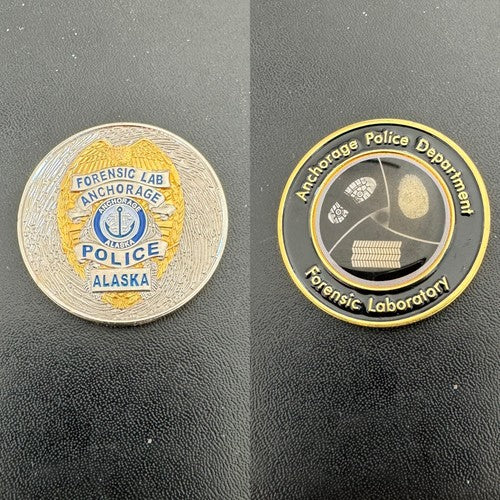 FORENSIC LAB
ANCHORAGE
ANCHORAGE
ALASKA
POLICE
ALASKA
Anchorage Police Department
Forensic Laboratory